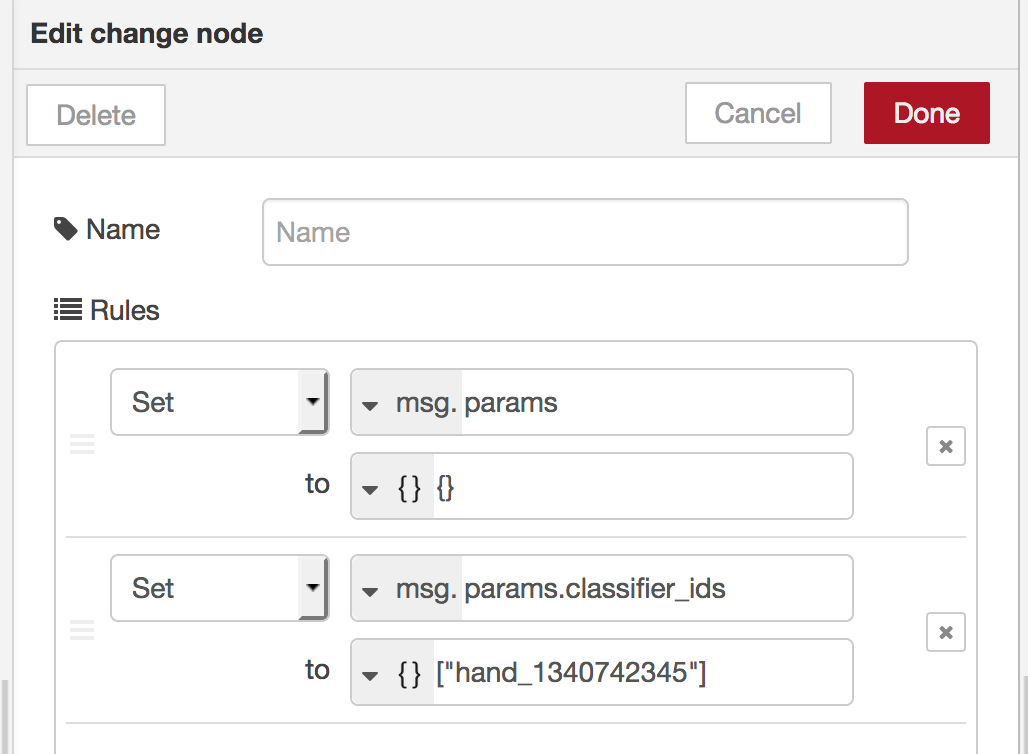 Edit change node
Delete Cancel Done
Name Name
Rules
Set msg. params
to {} {}
Set msg. params.classifier_ids
to {} ["hand_1340742345"]